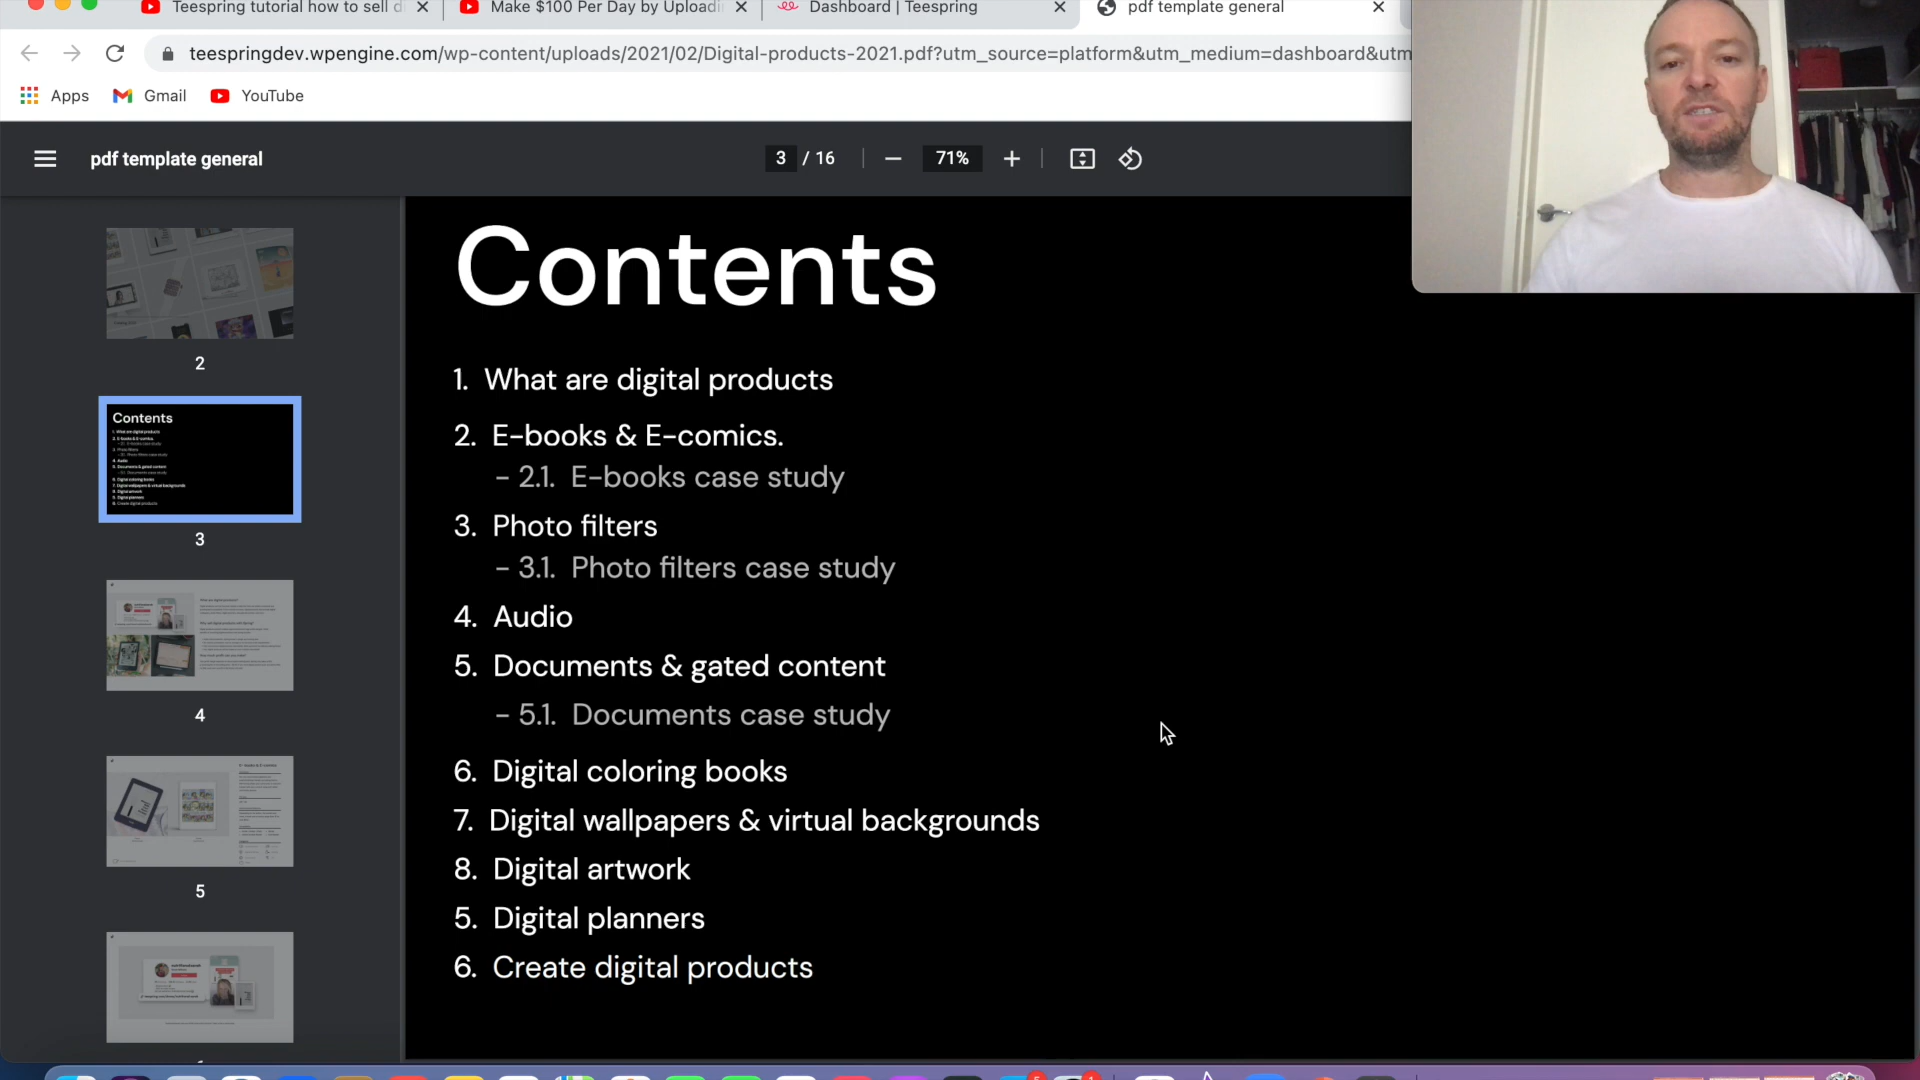 Teespring tutorial how to sell d
Make $100 Per Day by Uploadi
Dashboard | Teespring
pdf template general
teespringdev.wpengine.com/wp-content/uploads/2021/02/Digital-products-2021.pdf?utm_source=platform&utm_medium=dashboard&utm
Apps
Gmail
YouTube
pdf template general
3 / 16
71%
2
Contents
3
4
5
Contents
1. What are digital products
2. E-books & E-comics.
- 2.1. E-books case study
3. Photo filters
- 3.1. Photo filters case study
4. Audio
5. Documents & gated content
- 5.1. Documents case study
6. Digital coloring books
7. Digital wallpapers & virtual backgrounds
8. Digital artwork
5. Digital planners
6. Create digital products